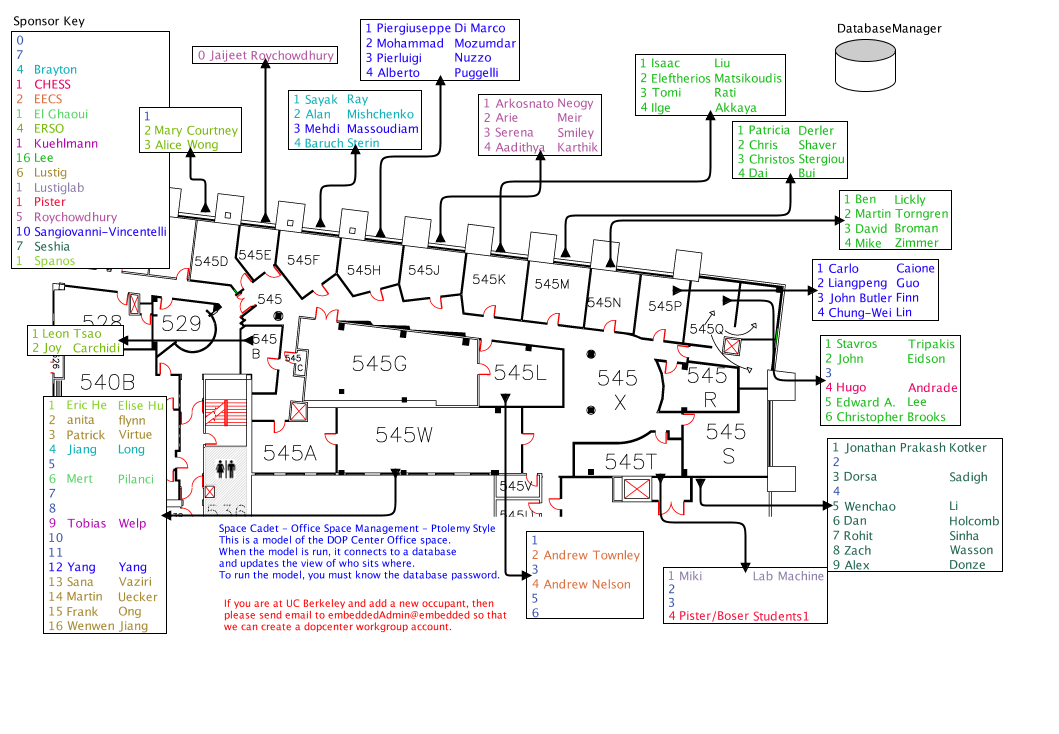 Sponsor Key
0
7
4 Brayton
1 CHESS
2 EECS
1 El Ghaoui
4 ERSO
1 Kuehlmann
16 Lee
6 Lustig
1 Lustiglab
1 Pister
5 Roychowdhury
10 Sangiovanni-Vincentelli
7 Seshia
1 Spanos
1
2 Mary Courtney
3 Alice Wong
0 Jaijeet Roychowdhury
1 Sayak Ray
2 Alan Mishchenko
3 Mehdi Massoudiam
4 Baruch Sterin
1 Piergiuseppe Di Marco
2 Mohammad Mozumdar
3 Pierluigi Nuzzo
4 Alberto Puggelli
1 Arkosnato Neogy
2 Arie Meir
3 Serena Smiley
4 Aadithya Karthik
1 Isaac Liu
2 Eleftherios Matsikoudis
3 Tomi Rati
4 Ilge Akkaya
DatabaseManager
1 Patricia Derler
2 Chris Shaver
3 Christos Stergiou
4 Dai Bui
1 Ben Lickly
2 Martin Torngren
3 David Broman
4 Mike Zimmer
1 Carlo Caione
2 Liangpeng Guo
3 John Butler Finn
4 Chung-Wei Lin
1 Stavros Tripakis
2 John Eidson
3
4 Hugo Andrade
5 Edward A. Lee
6 Christopher Brooks
1 Jonathan Prakash Kotker
2
3 Dorsa Sadigh
4
5 Wenchao Li
6 Dan Holcomb
7 Rohit Sinha
8 Zach Wasson
9 Alex Donze
545D
545E
545F
545H
545J
545K
545M
545N
545P
545Q
545
528
529
545
B
545
C
545G
545L
545
X
545
R
540B
545A
545W
545
S
545T
545V
1 Leon Tsao
2 Joy Carchidi
1 Eric He Elise Hu
2 anita flynn
3 Patrick Virtue
4 Jiang Long
5
6 Mert Pilanci
7
8
9 Tobias Welp
10
11
12 Yang Yang
13 Sana Vaziri
14 Martin Uecker
15 Frank Ong
16 Wenwen Jiang
Space Cadet - Office Space Management - Ptolemy Style
This is a model of the DOP Center Office space.
When the model is run, it connects to a database
and updates the view of who sits where.
To run the model, you must know the database password.
If you are at UC Berkeley and add a new occupant, then
please send email to embeddedAdmin@embedded so that
we can create a dopcenter workgroup account.
1
2 Andrew Townley
3
4 Andrew Nelson
5
6
1 Miki Lab Machine
2
3
4 Pister/Boser Students1